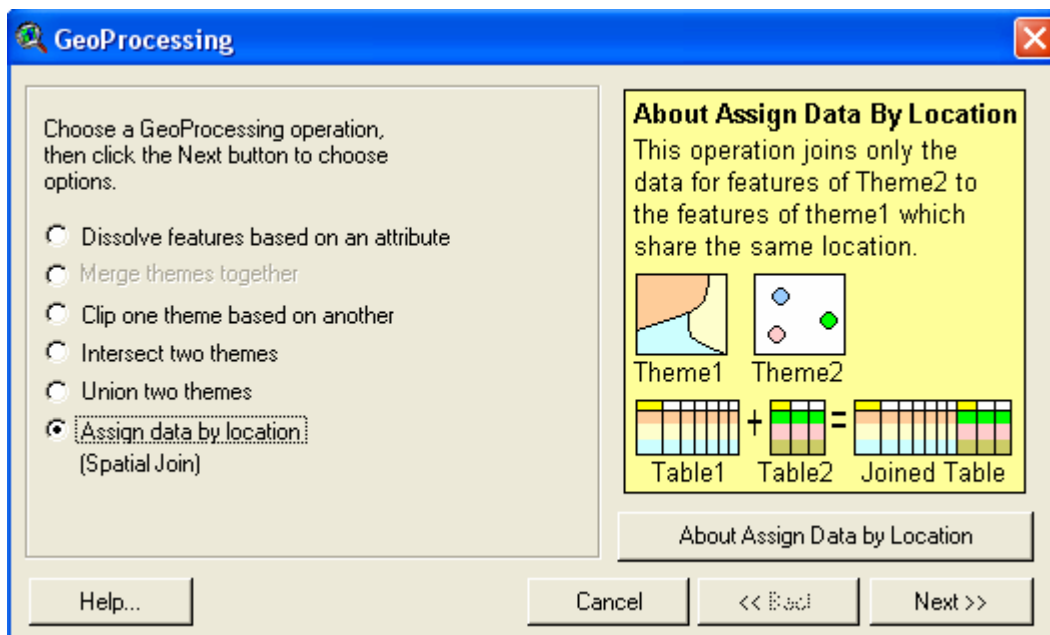 GeoProcessing
Choose a GeoProcessing operation,
then click the Next button to choose
options.
Dissolve features based on an attribute
Merge themes together
Clip one theme based on another
Intersect two themes
Union two themes
Assign data by location
(Spatial Join)
About Assign Data By Location
This operation joins only the
data for features of Theme2 to
the features of theme1 which
share the same location.
Theme1 Theme2
+ =
Table1 Table2 Joined Table
About Assign Data by Location
Help... Cancel << Back Next >>